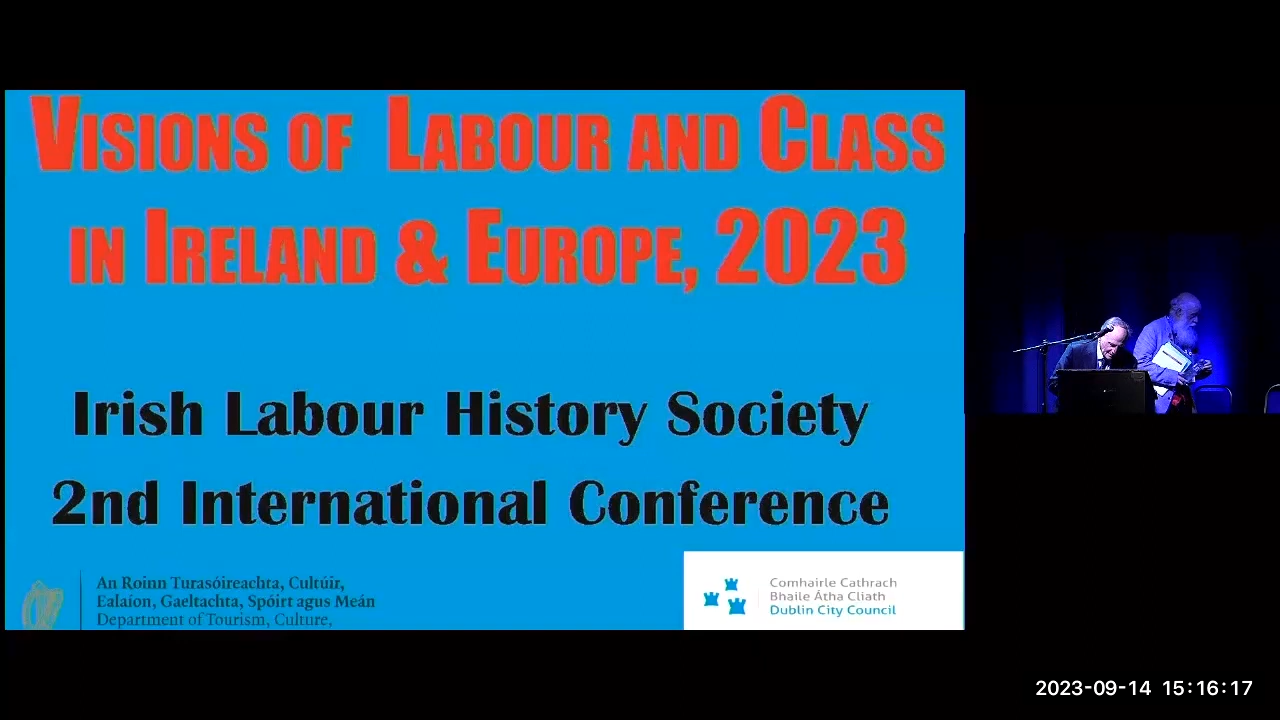 VISIONS OF LABOUR AND CLASS
IN IRELAND & EUROPE, 2023
Irish Labour History Society
2nd International Conference
An Roinn Turasóireachta, Cultúir,
Ealaíon, Gaeltachta, Spóirt agus Meán
Department of Tourism, Culture,
Comhairle Cathrach
Bhaile Átha Cliath
Dublin City Council
2023-09-14 15:16:17